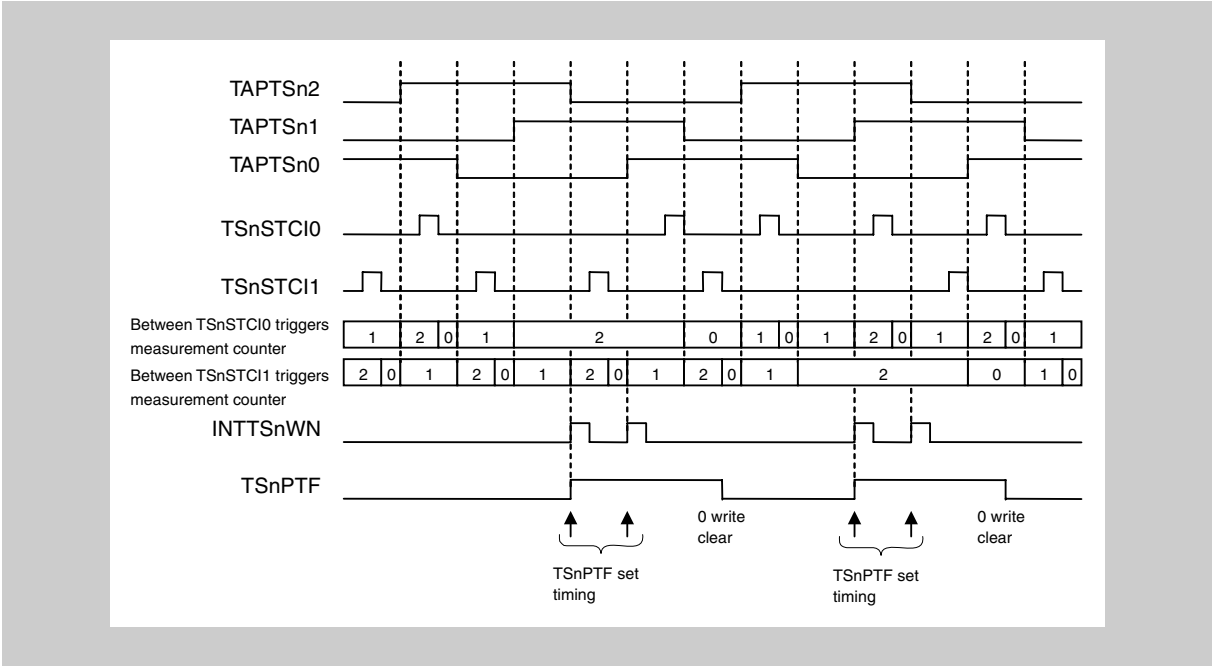 TAPTSn2
TAPTSn1
TAPTSn0
TSnSTCI0
TSnSTCI1
Between TSnSTCI0 triggers
measurement counter
1 2 0 1 2 0 1 0 1 2 0 1 2 0 1
Between TSnSTCI1 triggers
measurement counter
2 0 1 2 0 1 2 0 1 2 0 1 2 0 1 0
INTTSnWN
TSnPTF
0 write
clear
0 write
clear
TSnPTF set
timing
TSnPTF set
timing